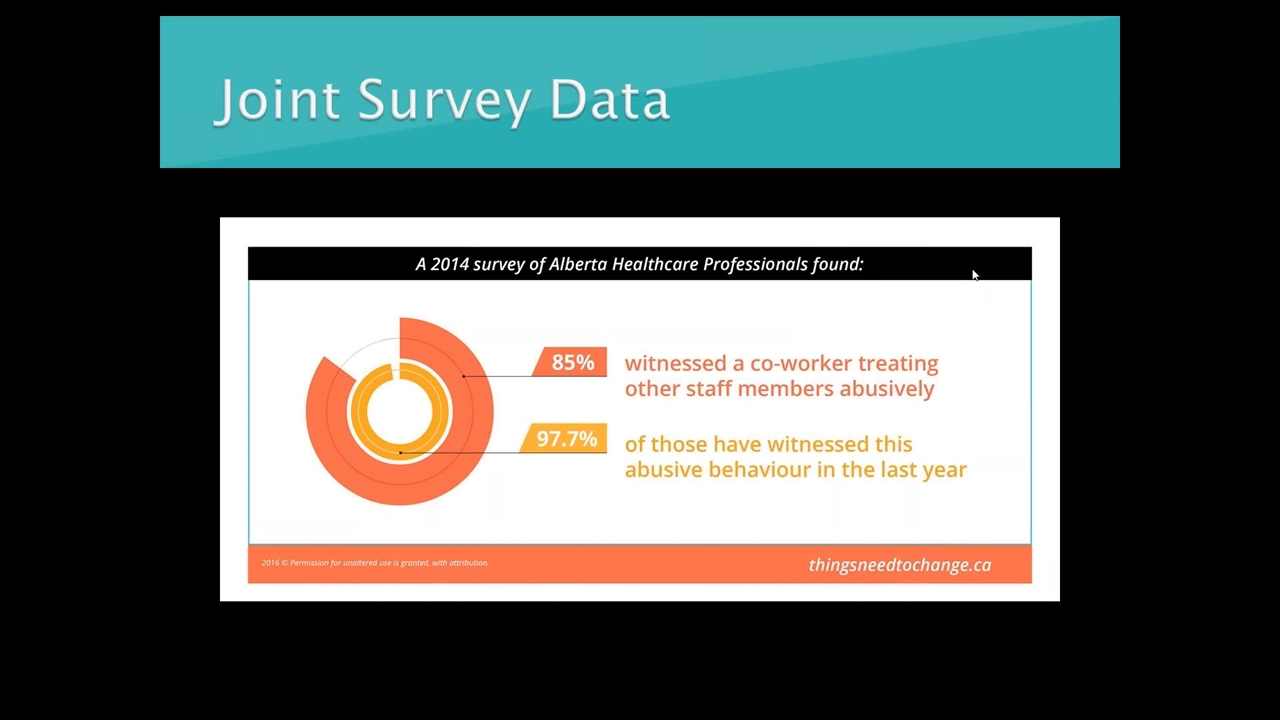 Joint Survey Data
A 2014 survey of Alberta Healthcare Professionals found:
85%
witnessed a co-worker treating
other staff members abusively
97.7%
of those have witnessed this
abusive behaviour in the last year
2016 © Permission for unaltered use is granted, with attribution.
thingsneedtochange.ca